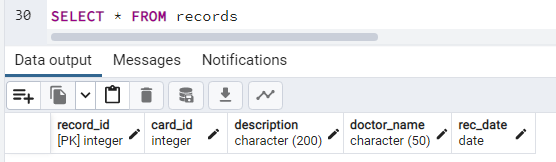 30 SELECT * FROM records
Data output Messages Notifications
record_id card_id description doctor_name rec_date
[PK] integer integer character (200) character (50) date